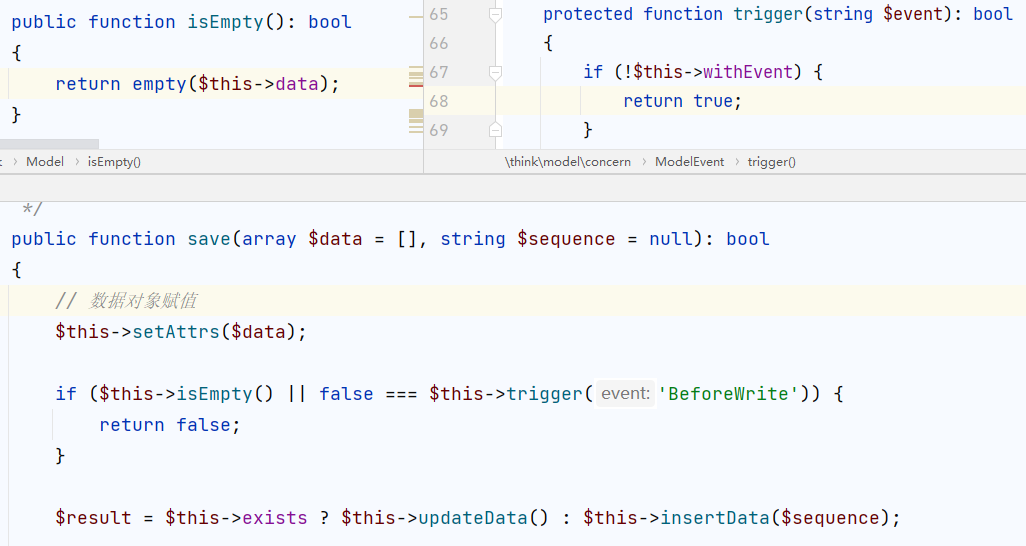 public function isEmpty(): bool
{
return empty($this->data);
}
Model > isEmpty()
65 protected function trigger(string $event): bool
66 {
67 if (!$this->withEvent) {
68 return true;
69 }
\think\model\concern > ModelEvent > trigger()
*/
public function save(array $data = [], string $sequence = null): bool
{
// 数据对象赋值
$this->setAttrs($data);
if ($this->isEmpty() || false === $this->trigger( event: 'BeforeWrite')) {
return false;
}
$result = $this->exists ? $this->updateData() : $this->insertData($sequence);